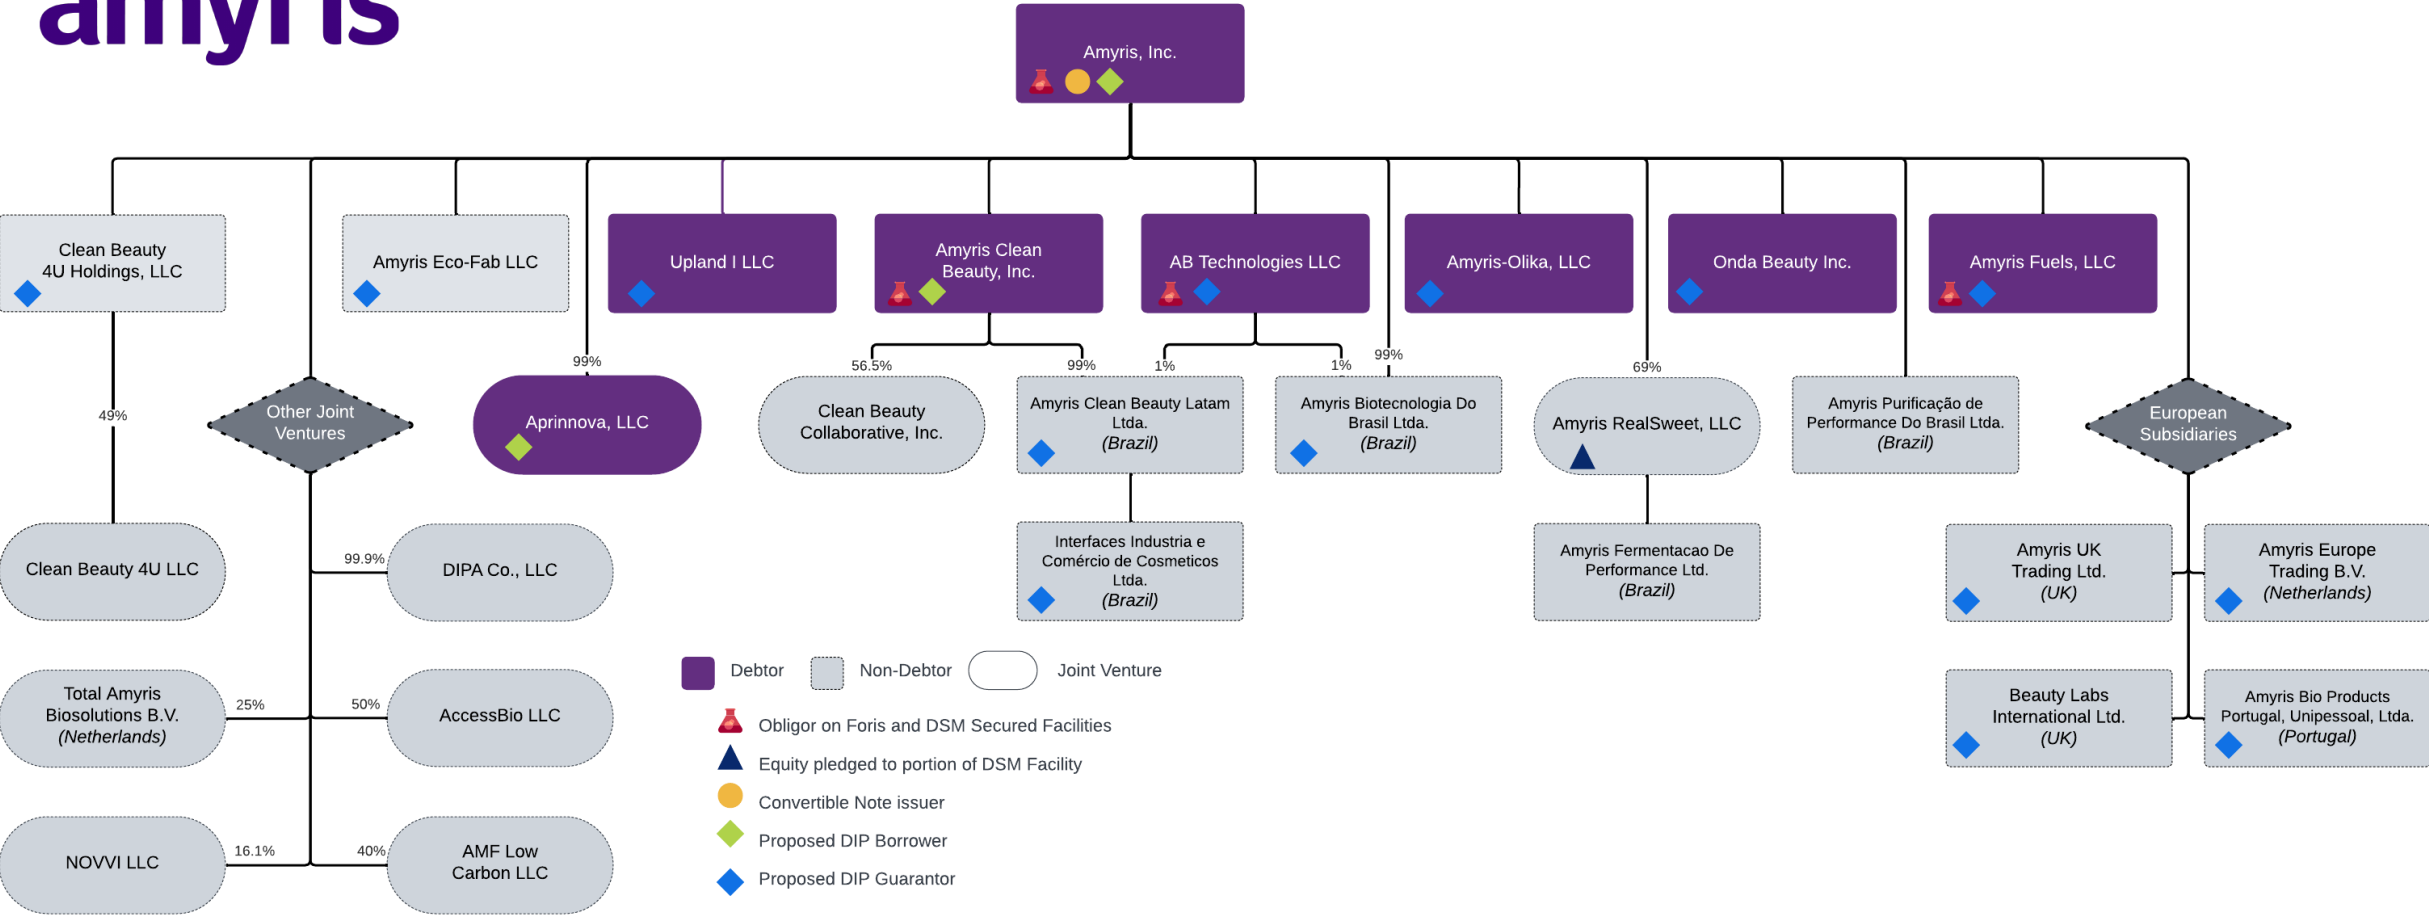 amyris
Amyris, Inc.
Clean Beauty
4U Holdings, LLC
Amyris Eco-Fab LLC
Upland I LLC
Amyris Clean
Beauty, Inc.
AB Technologies LLC
Amyris-Olika, LLC
Onda Beauty Inc.
Amyris Fuels, LLC
49%
99%
56.5%
99%
1%
1%
99%
69%
Other Joint
Ventures
Aprinnova, LLC
Clean Beauty
Collaborative, Inc.
Amyris Clean Beauty Latam
Ltda.
(Brazil)
Amyris Biotecnologia Do
Brasil Ltda.
(Brazil)
Amyris RealSweet, LLC
Amyris Purificação de
Performance Do Brasil Ltda.
(Brazil)
European
Subsidiaries
Clean Beauty 4U LLC
99.9%
DIPA Co., LLC
Interfaces Industria e
Comércio de Cosmeticos
Ltda.
(Brazil)
Amyris Fermentacao De
Performance Ltd.
(Brazil)
Amyris UK
Trading Ltd.
(UK)
Amyris Europe
Trading B.V.
(Netherlands)
Total Amyris
Biosolutions B.V.
(Netherlands)
25%
50%
AccessBio LLC
Beauty Labs
International Ltd.
(UK)
Amyris Bio Products
Portugal, Unipessoal, Ltda.
(Portugal)
NOVVI LLC
16.1%
40%
AMF Low
Carbon LLC
Debtor
Non-Debtor
Joint Venture
Obligor on Foris and DSM Secured Facilities
Equity pledged to portion of DSM Facility
Convertible Note issuer
Proposed DIP Borrower
Proposed DIP Guarantor